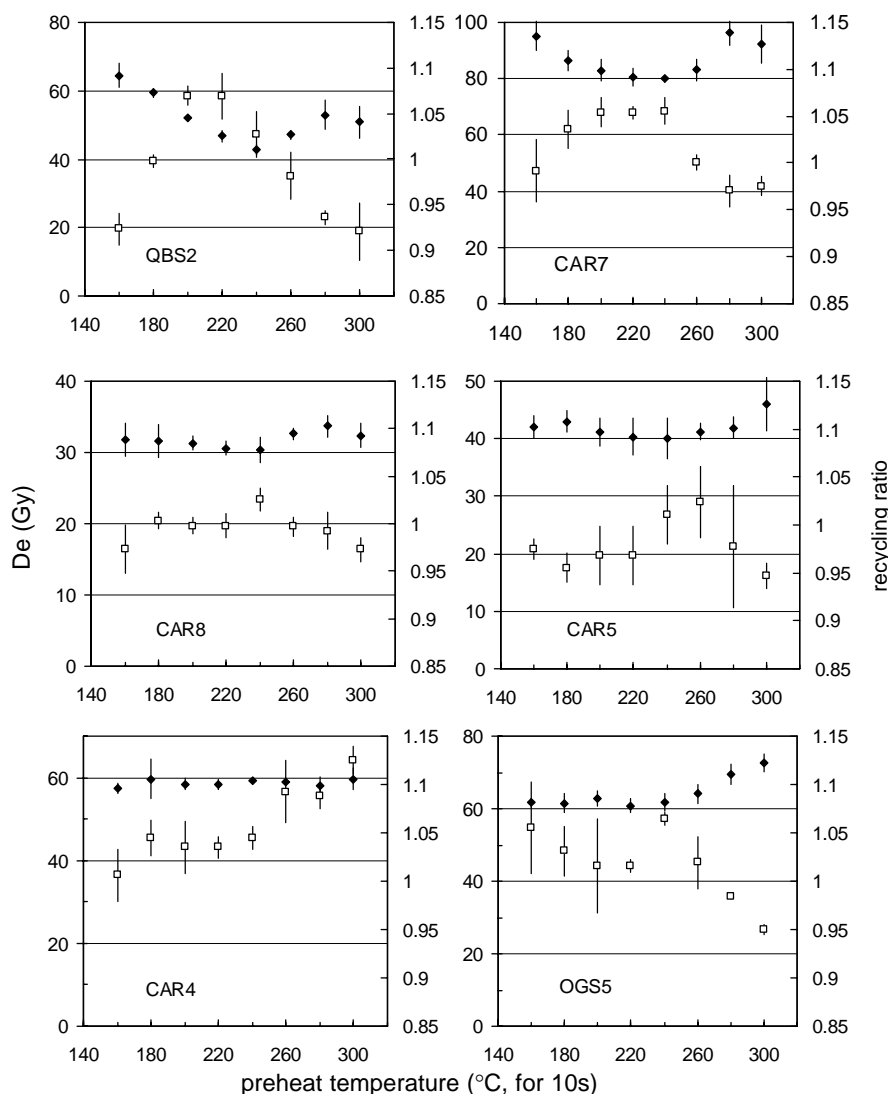 80 1.15 100 1.15
60 1.1 80 1.1
1.05 60 1.05
40 1 1
0.95 40 0.95
20 0.9 20 0.9
QBS2 CAR7
0 0.85 0 0.85
140 180 220 260 300 140 180 220 260 300
40 1.15 50 1.15
30 1.1 40 1.1
1.05 30 1.05
20 1 1
0.95 20 0.95
10 0.9 10 0.9
CAR8 CAR5
0 0.85 0 0.85
140 180 220 260 300 140 180 220 260 300
De (Gy)
recycling ratio
1.15 80 1.15
60 1.1 60 1.1
1.05 1.05
40 1 40 1
0.95 0.95
20 0.9 20 0.9
CAR4 OGS5
0 0.85 0 0.85
140 180 220 260 300 140 180 220 260 300
preheat temperature (°C, for 10s)